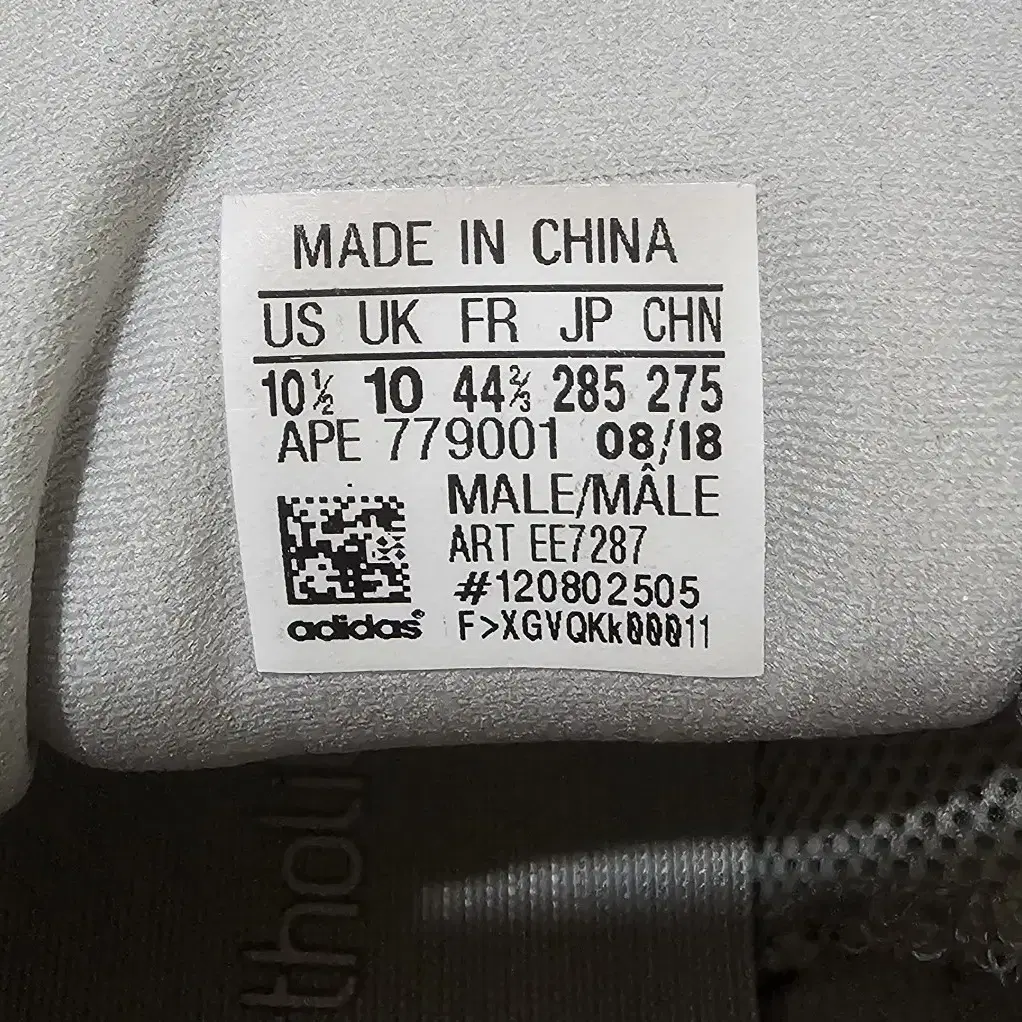 MADE IN CHINA
US UK FR JP CHN
10½ 10 44⅔ 285 275
APE 779001 08/18
MALE/MÂLE
ART EE7287
#120802505
adidas® F>XGVQKk00011
tholi